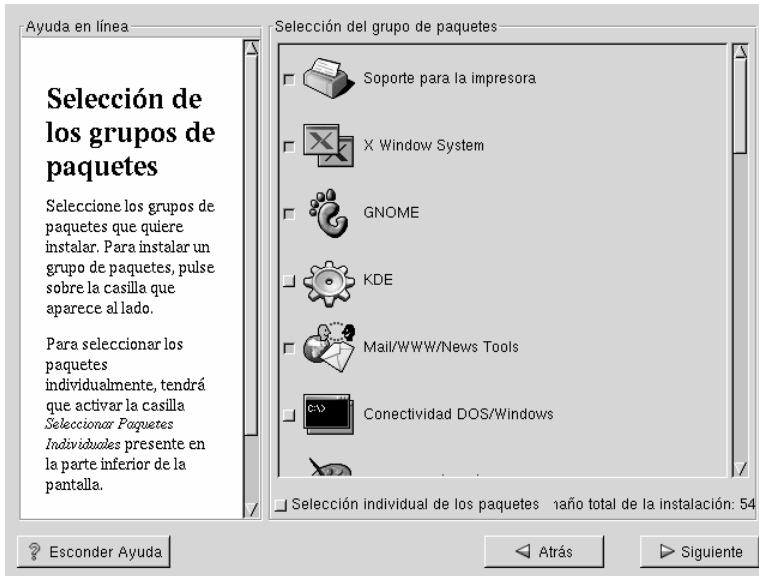 Ayuda en línea
Selección de
los grupos de
paquetes
Seleccione los grupos de
paquetes que quiere
instalar. Para instalar un
grupo de paquetes, pulse
sobre la casilla que
aparece al lado.
Para seleccionar los
paquetes
individualmente, tendrá
que activar la casilla
Seleccionar Paquetes
Individuales presente en
la parte inferior de la
pantalla.
Selección del grupo de paquetes
Soporte para la impresora
X Window System
GNOME
KDE
Mail/WWW/News Tools
C:\>
Conectividad DOS/Windows
Selección individual de los paquetes
total de la instalación: 54
Esconder Ayuda
Atrás
Siguiente